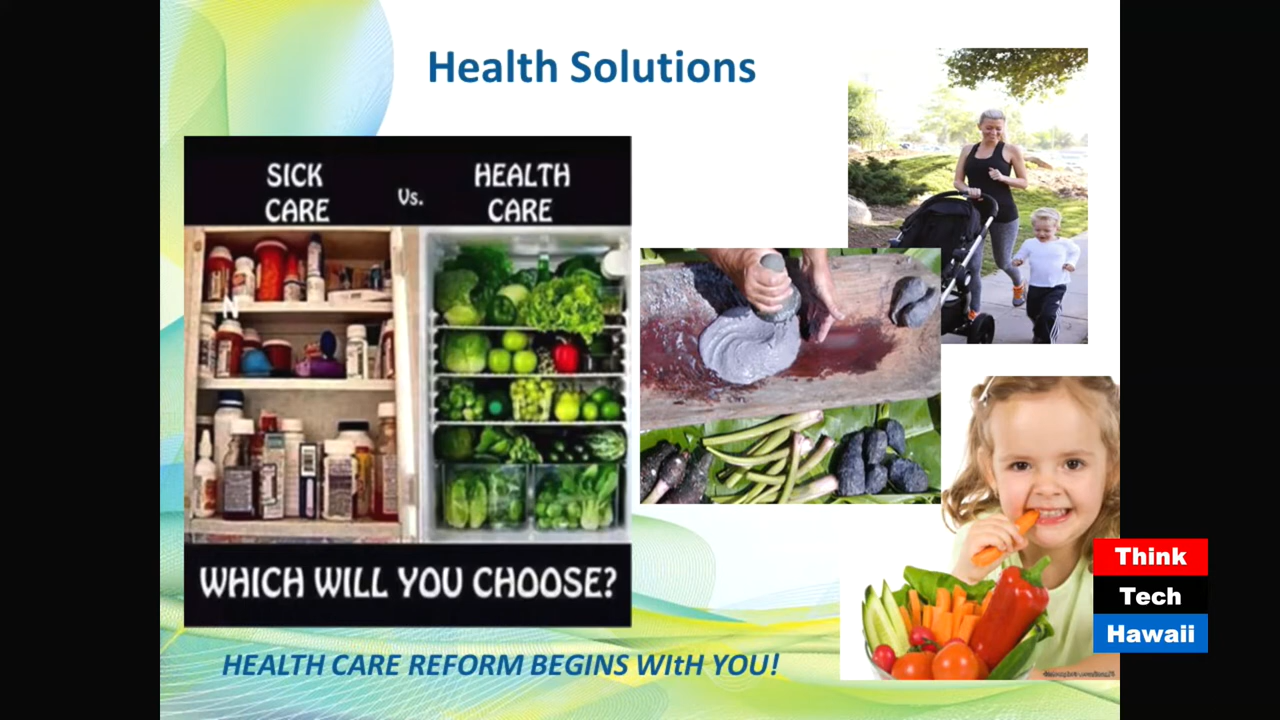 Health Solutions
SICK
CARE
Vs.
HEALTH
CARE
WHICH WILL YOU CHOOSE?
HEALTH CARE REFORM BEGINS WItH YOU!
Think
Tech
Hawaii